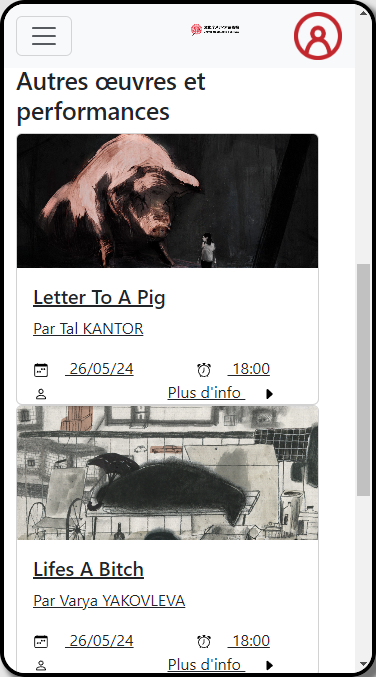 Autres œuvres et
performances
Letter To A Pig
Par Tal KANTOR
26/05/24 18:00
Plus d'info
Lifes A Bitch
Par Varya YAKOVLEVA
26/05/24 18:00
Plus d'info